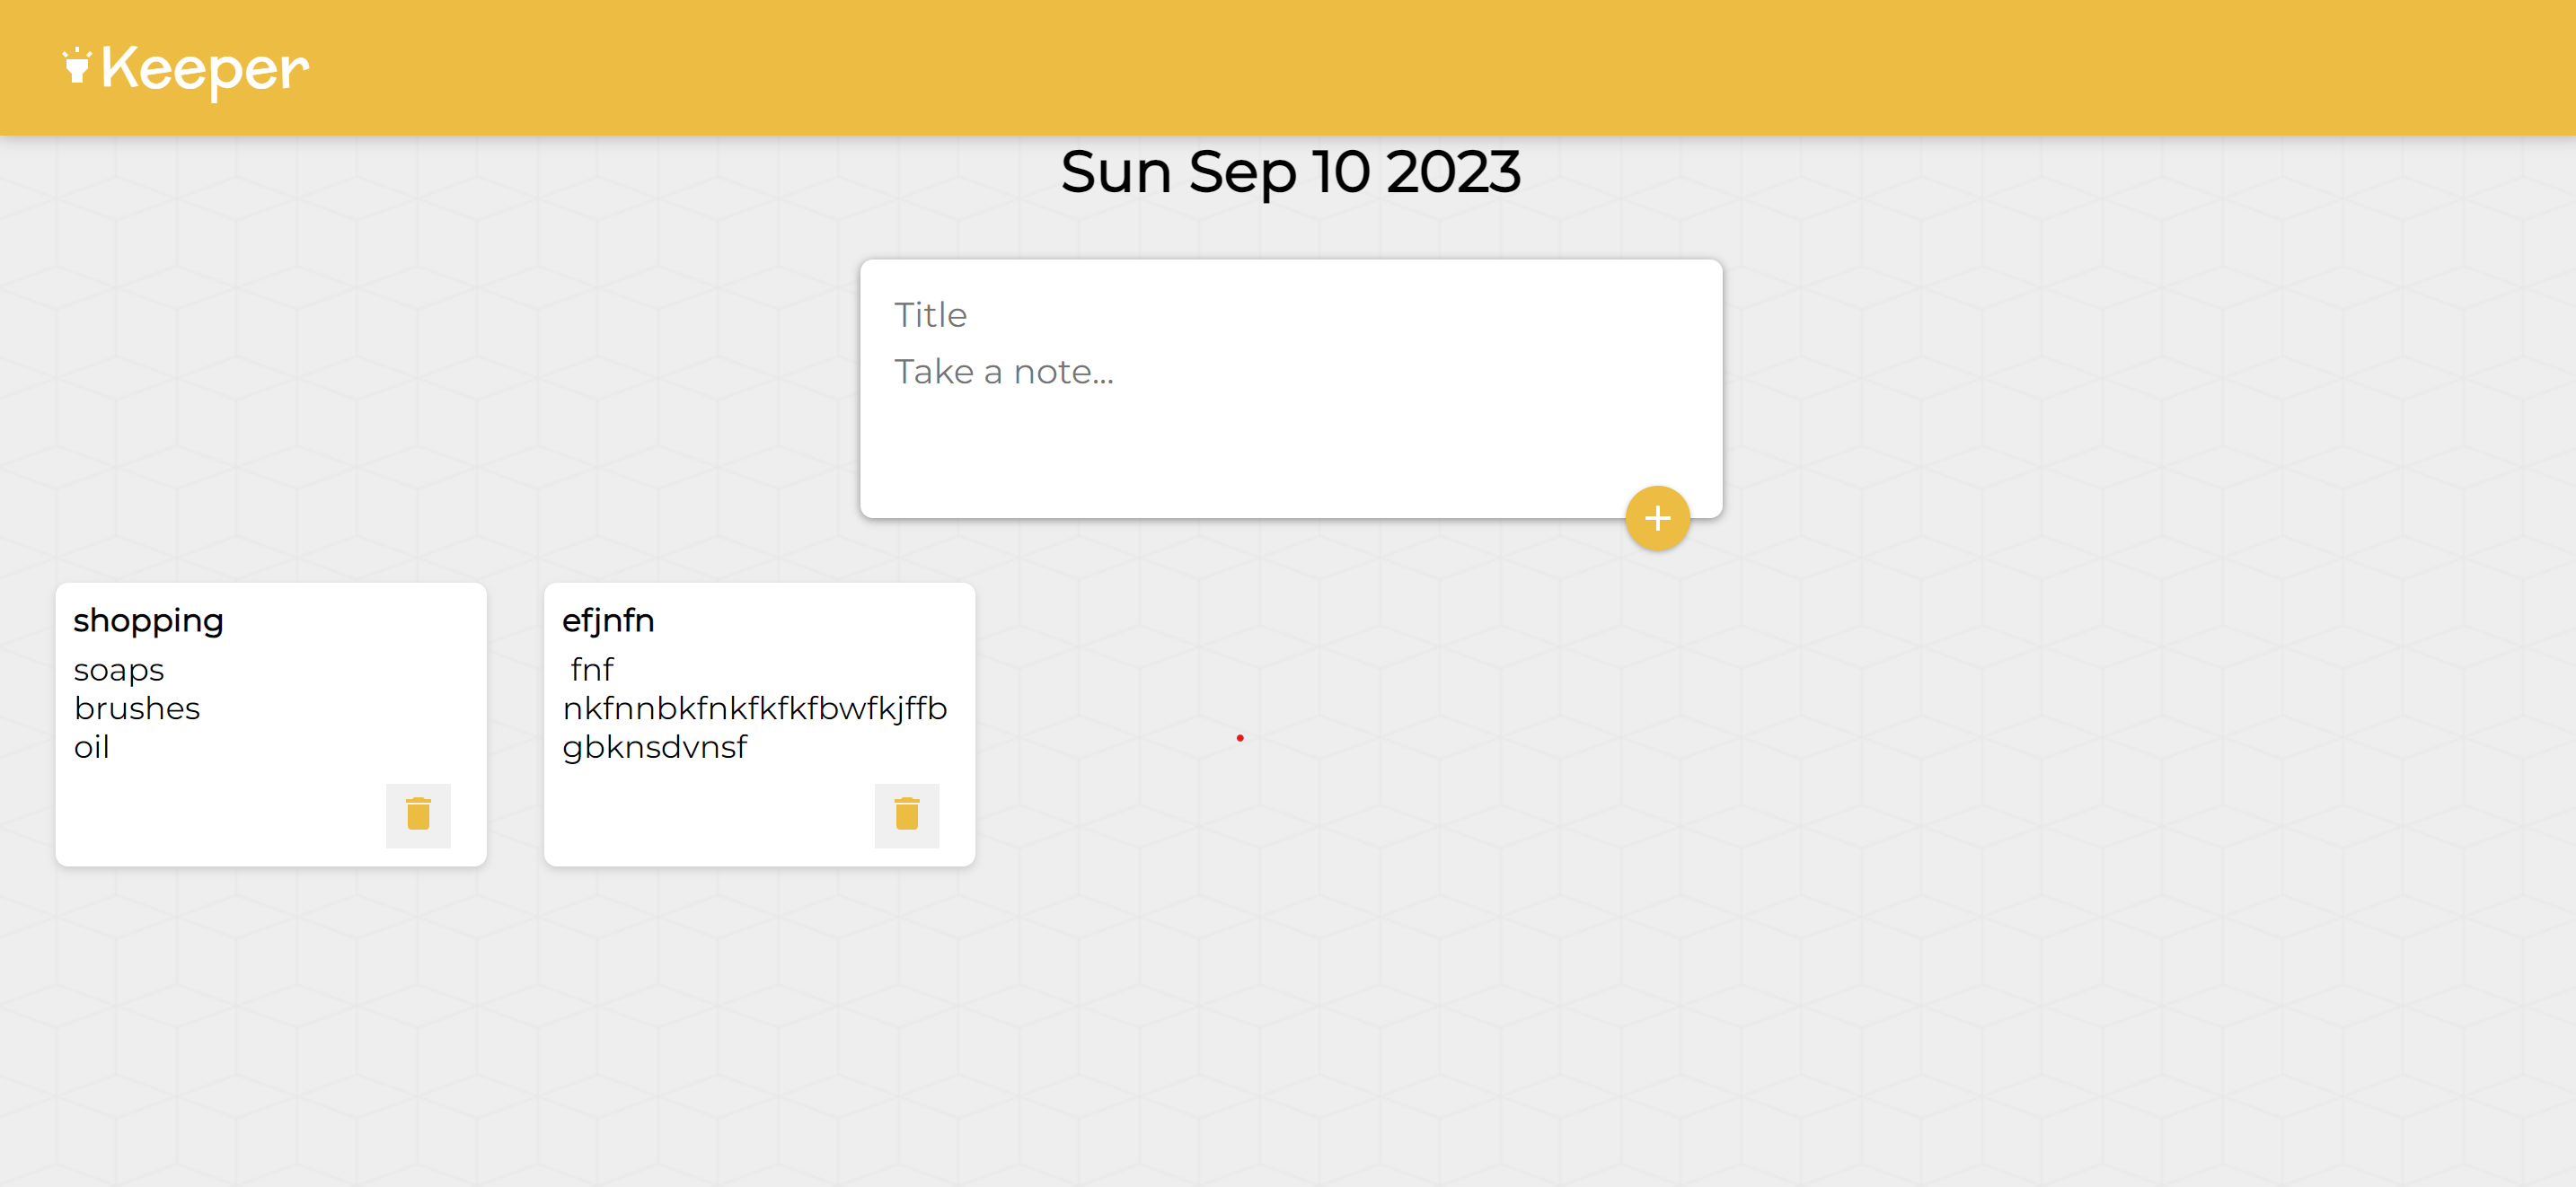 Keeper
Sun Sep 10 2023
Title
Take a note...
shopping
soaps
brushes
oil
efjnfn
fnf
nkfnnbkfnkfkfkfbwfkjffb
gbknsdvnsf